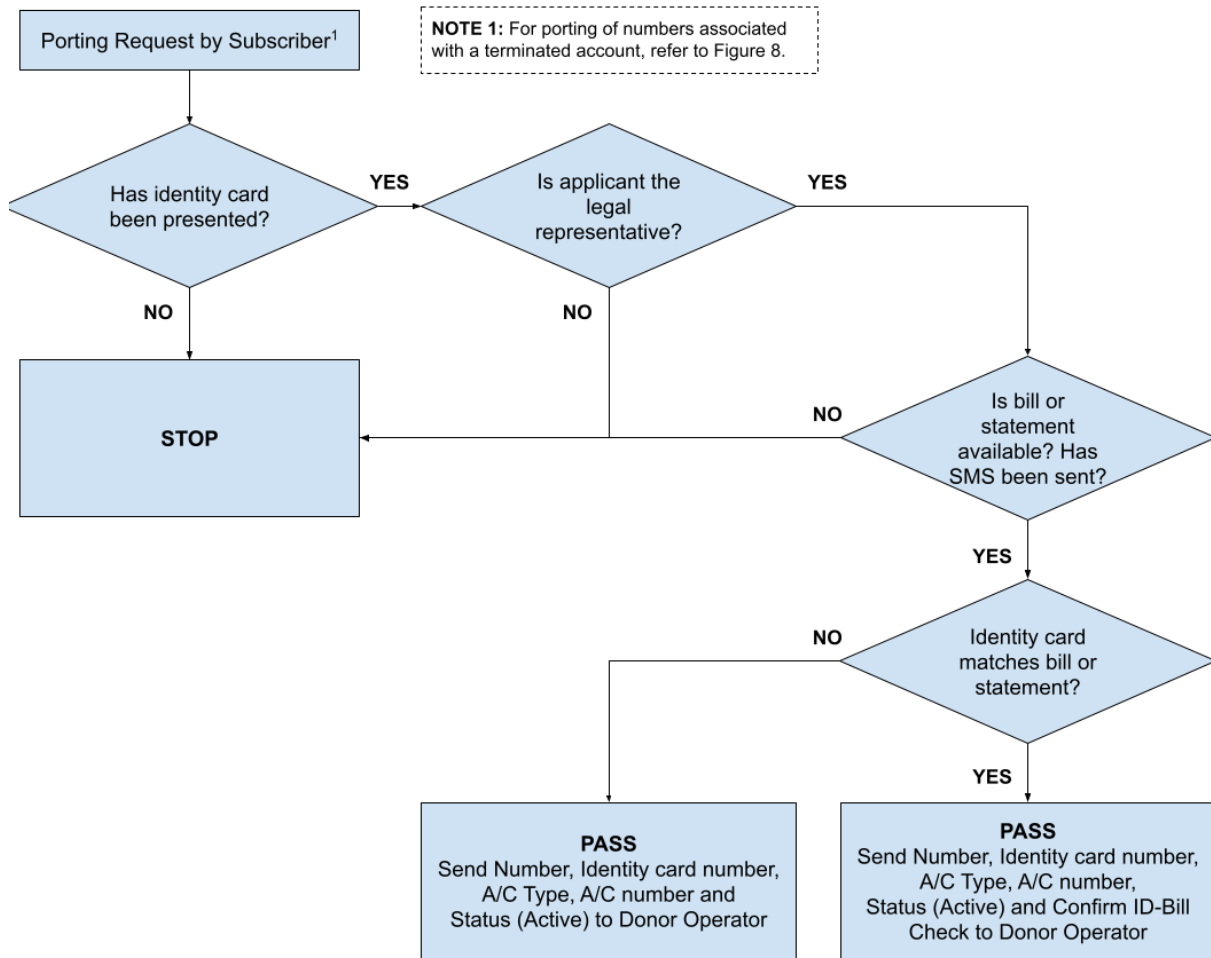 Porting Request by Subscriber¹
NOTE 1: For porting of numbers associated
with a terminated account, refer to Figure 8.
Has identity card
been presented?
YES
Is applicant the
legal
representative?
YES
NO
NO
STOP
NO
Is bill or
statement
available? Has
SMS been sent?
YES
NO
Identity card
matches bill or
statement?
YES
PASS
Send Number, Identity card number,
A/C Type, A/C number and
Status (Active) to Donor Operator
PASS
Send Number, Identity card number,
A/C Type, A/C number,
Status (Active) and Confirm ID-Bill
Check to Donor Operator